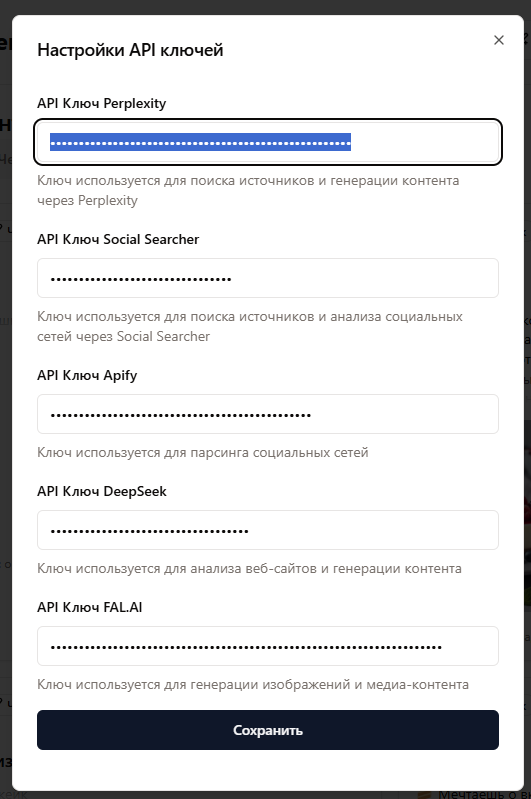 Настройки API ключей
API Ключ Perplexity
Ключ используется для поиска источников и генерации контента
через Perplexity
API Ключ Social Searcher
Ключ используется для поиска источников и анализа социальных
сетей через Social Searcher
API Ключ Apify
Ключ используется для парсинга социальных сетей
API Ключ DeepSeek
Ключ используется для анализа веб-сайтов и генерации контента
API Ключ FAL.AI
Ключ используется для генерации изображений и медиа-контента
Сохранить